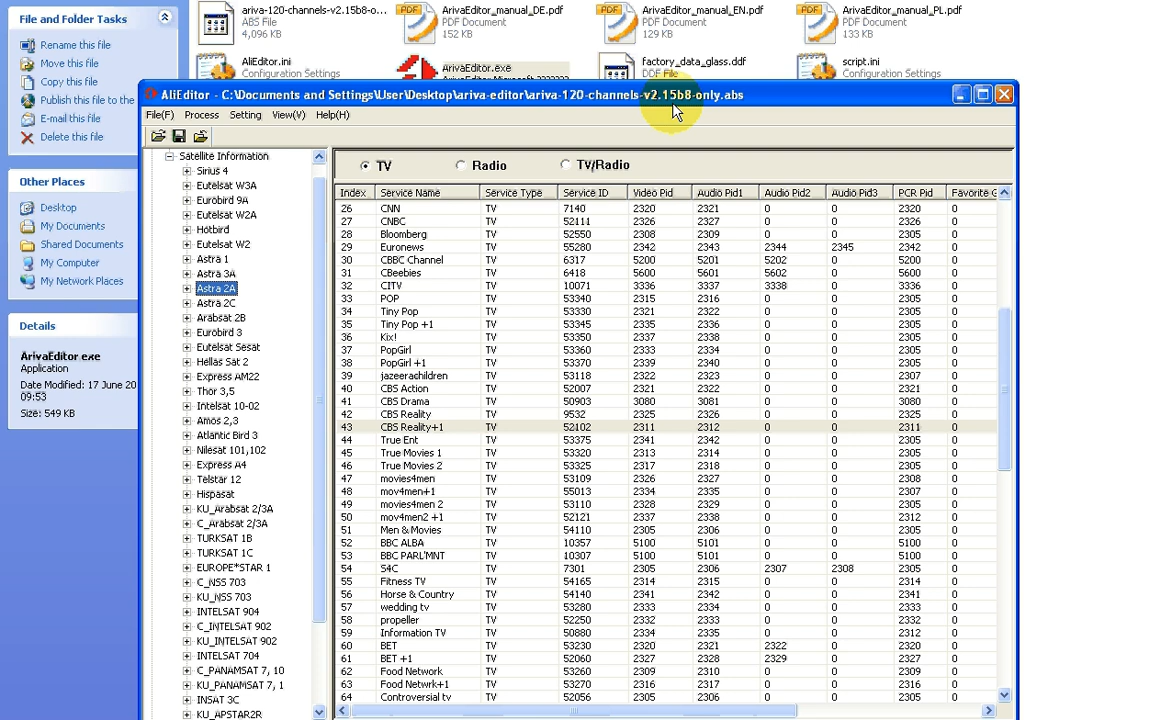 File and Folder Tasks
Rename this file
Move this file
Copy this file
Publish this file to the
E-mail this file
Delete this file
Other Places
Desktop
My Documents
Shared Documents
My Computer
My Network Places
Details
ArivaEditor.exe
Application
Date Modified: 17 June 20
09:53
Size: 549 KB
ariva-120-channels-v2.15b8-o...
ABS File
4,096 KB
ArivaEditor_manual_DE.pdf
PDF Document
152 KB
ArivaEditor_manual_EN.pdf
PDF Document
129 KB
ArivaEditor_manual_PL.pdf
PDF Document
133 KB
AliEditor.ini
Configuration Settings
ArivaEditor.exe
factory_data_glass.ddf
DDF File
script.ini
Configuration Settings
AliEditor - C:\Documents and Settings\User\Desktop\ariva-editor\ariva-120-channels-v2.15b8-only.abs
File(F) Process Setting View(V) Help(H)
Satellite Information
Sirius 4
Eutelsat W3A
Eurobird 9A
Eutelsat W2A
Hotbird
Eutelsat W2
Astra 1
Astra 3A
Astra 2A
Astra 2C
Arabsat 2B
Eurobird 3
Eutelsat Sesat
Hellas Sat 2
Express AM22
Thor 3,5
Intelsat 10-02
Amos 2,3
Atlantic Bird 3
Nilesat 101,102
Express A4
Telstar 12
Hispasat
KU_Arabsat 2/3A
C_Arabsat 2/3A
TURKSAT 1B
TURKSAT 1C
EUROPE*STAR 1
C_NSS 703
KU_NSS 703
INTELSAT 904
C_INTELSAT 902
KU_INTELSAT 902
INTELSAT 704
C_PANAMSAT 7, 10
KU_PANAMSAT 7, 1
INSAT 3C
KU_APSTAR2R
TV Radio TV/Radio
Index Service Name Service Type Service ID Video Pid Audio Pid1 Audio Pid2 Audio Pid3 PCR Pid Favorite G
26 CNN TV 7140 2320 2321 0 0 2320 0
27 CNBC TV 52111 2326 2327 0 0 2305 0
28 Bloomberg TV 52550 2308 2309 0 0 2305 0
29 Euronews TV 55280 2342 2343 2344 2345 2342 0
30 CBBC Channel TV 6317 5200 5201 5202 0 5200 0
31 CBeebies TV 6418 5600 5601 5602 0 5600 0
32 CITV TV 10071 3336 3337 3338 0 3336 0
33 POP TV 53340 2315 2316 0 0 2305 0
34 Tiny Pop TV 53330 2321 2322 0 0 2305 0
35 Tiny Pop +1 TV 53345 2335 2336 0 0 2305 0
36 Kix! TV 53350 2337 2338 0 0 2305 0
37 PopGirl TV 53360 2333 2334 0 0 2305 0
38 PopGirl +1 TV 53370 2339 2340 0 0 2305 0
39 jazeerachildren TV 53118 2322 2323 0 0 2307 0
40 CBS Action TV 52007 2321 2322 0 0 2321 0
41 CBS Drama TV 50903 3080 3081 0 0 3080 0
42 CBS Reality TV 9532 2325 2326 0 0 2325 0
43 CBS Reality+1 TV 52102 2311 2312 0 0 2311 0
44 True Ent TV 53375 2341 2342 0 0 2305 0
45 True Movies 1 TV 53320 2313 2314 0 0 2305 0
46 True Movies 2 TV 53325 2317 2318 0 0 2305 0
47 movies4men TV 53109 2326 2327 0 0 2308 0
48 mov4men+1 TV 55013 2334 2335 0 0 2307 0
49 movies4men 2 TV 53110 2328 2329 0 0 2305 0
50 mov4men2 +1 TV 52121 2337 2338 0 0 2312 0
51 Men & Movies TV 54110 2305 2306 0 0 2305 0
52 BBC ALBA TV 10357 5100 5101 0 0 5100 0
53 BBC PARL'MNT TV 10307 5100 5101 0 0 5100 0
54 S4C TV 7301 2305 2306 2307 2308 2305 0
55 Fitness TV TV 54165 2314 2315 0 0 2314 0
56 Horse & Country TV 54140 2341 2342 0 0 2341 0
57 wedding tv TV 53280 2333 2334 0 0 2333 0
58 propeller TV 52250 2332 2333 0 0 2332 0
59 Information TV TV 50880 2334 2335 0 0 2312 0
60 BET TV 53230 2320 2321 2322 0 2320 0
61 BET +1 TV 52060 2327 2328 2329 0 2327 0
62 Food Network TV 53260 2309 2310 0 0 2309 0
63 Food Netwrk+1 TV 53270 2316 2317 0 0 2316 0
64 Controversial tv TV 52056 2305 2306 0 0 2305 0